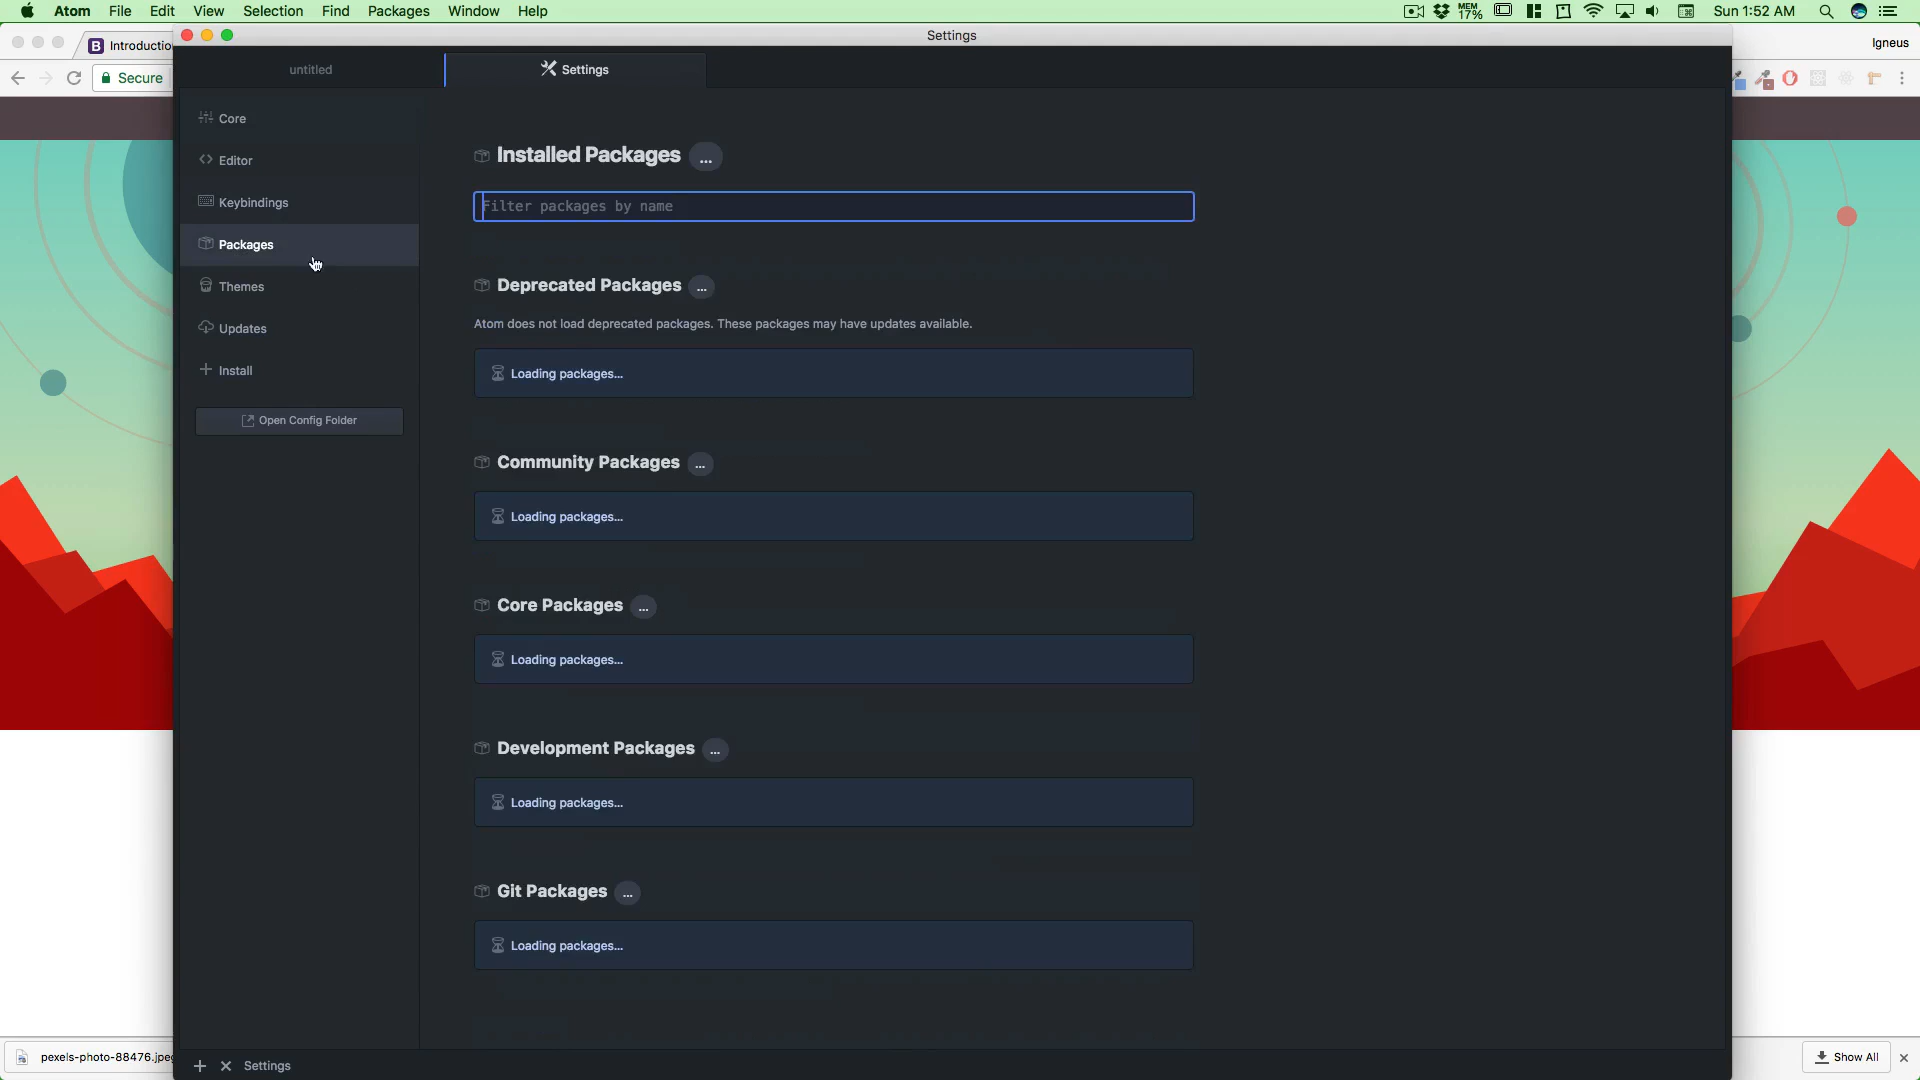 Atom File Edit View Selection Find Packages Window Help
MEM 17%
Sun 1:52 AM
Settings
Introductio
Igneus
Secure
untitled
Settings
Core
Editor
Keybindings
Packages
Themes
Updates
Install
Open Config Folder
Installed Packages ...
Filter packages by name
Deprecated Packages ...
Atom does not load deprecated packages. These packages may have updates available.
Loading packages...
Community Packages ...
Loading packages...
Core Packages ...
Loading packages...
Development Packages ...
Loading packages...
Git Packages ...
Loading packages...
Settings
pexels-photo-88476.jpeg
Show All